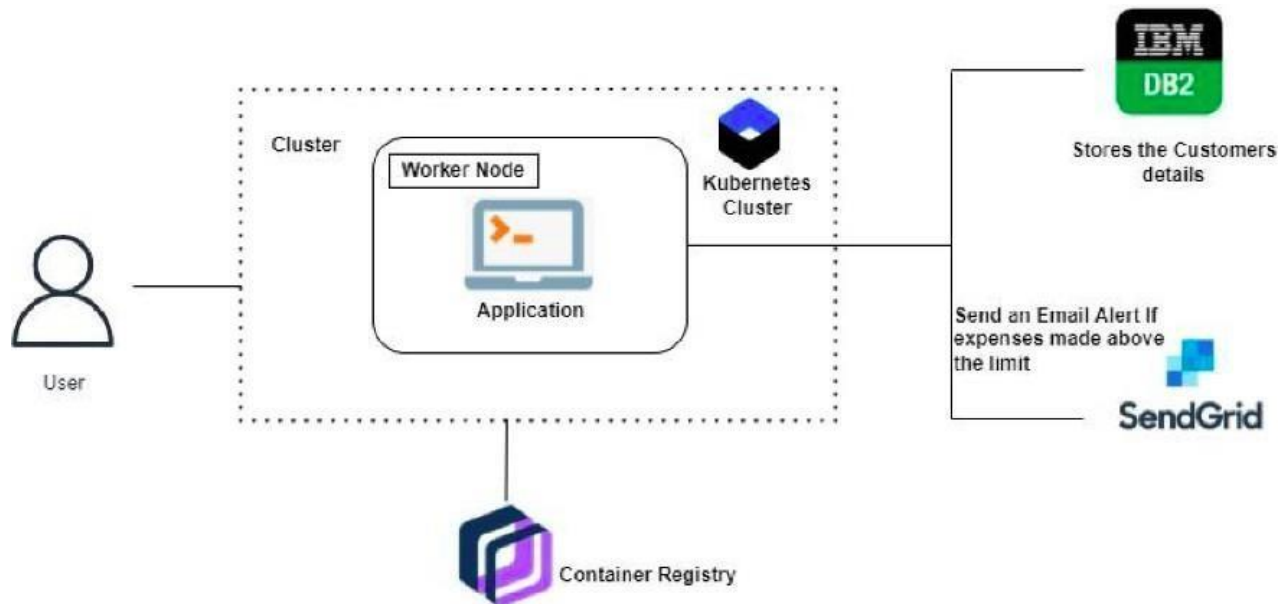 IBM
DB2
Stores the Customers
details
Cluster
Worker Node
Kubernetes
Cluster
Application
User
Send an Email Alert If
expenses made above
the limit
SendGrid
Container Registry